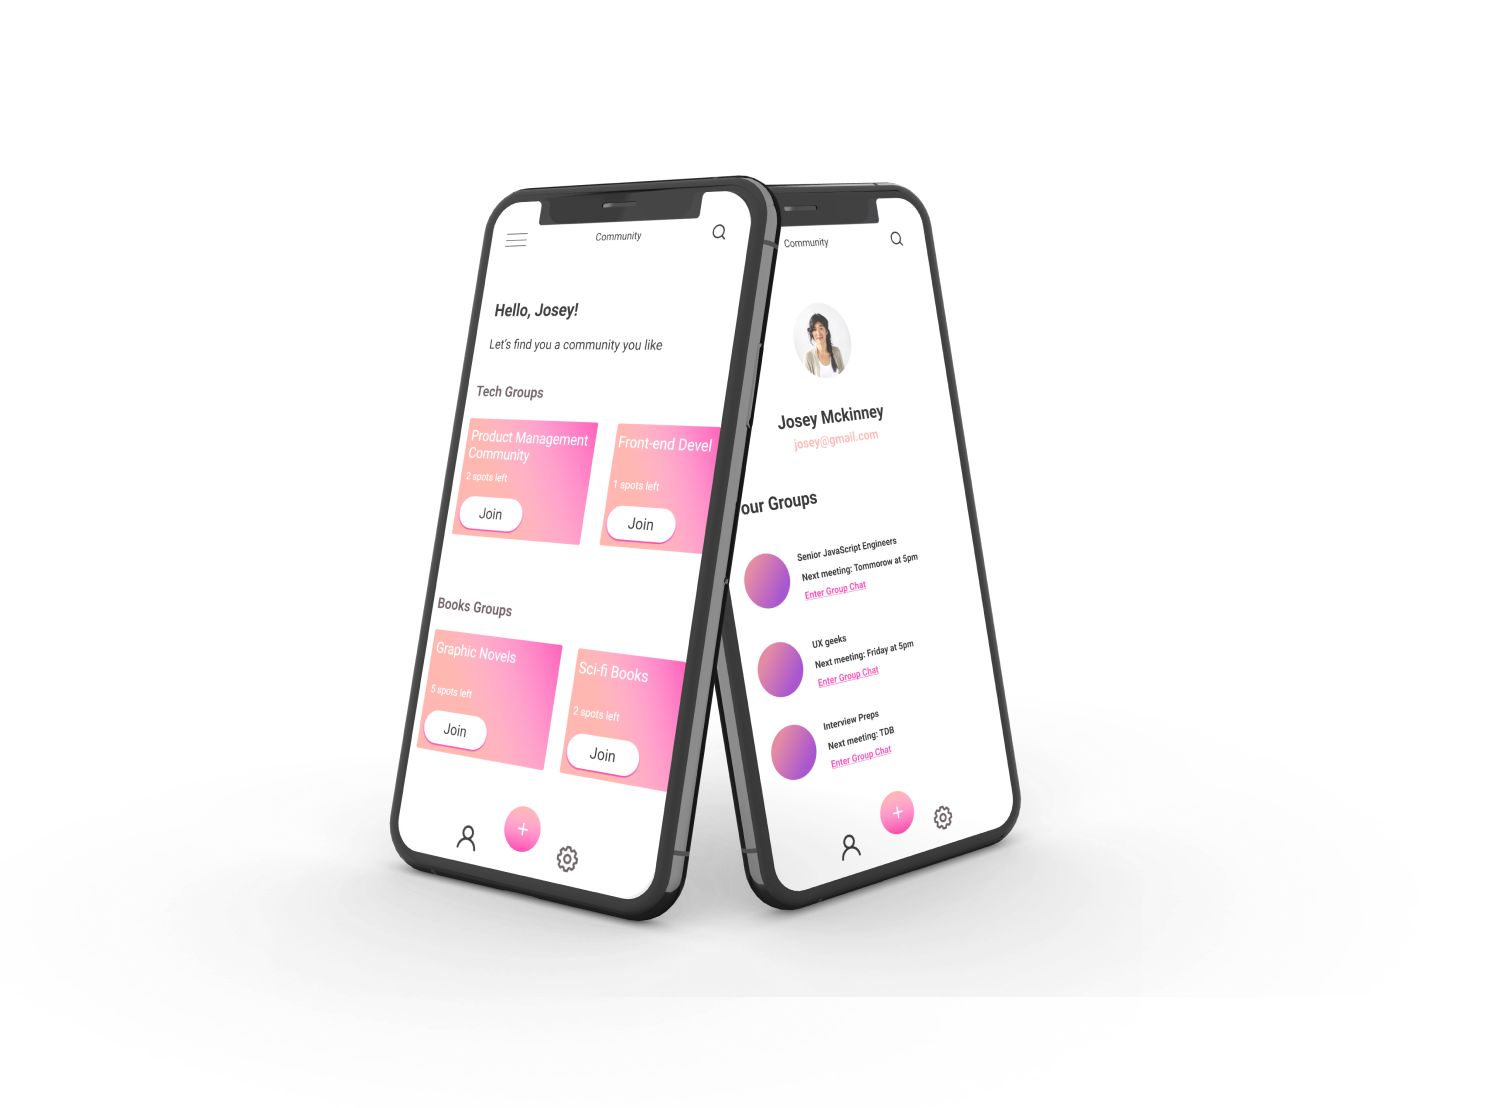 Community
Hello, Josey!
Let's find you a community you like
Tech Groups
Product Management
Community
2 spots left
Join
Front-end Devel
1 spots left
Join
Books Groups
Graphic Novels
5 spots left
Join
Sci-fi Books
2 spots left
Join
Community
Josey Mckinney
josey@gmail.com
our Groups
Senior JavaScript Engineers
Next meeting: Tommorow at 5pm
Enter Group Chat
UX geeks
Next meeting: Friday at 5pm
Enter Group Chat
Interview Preps
Next meeting: TDB
Enter Group Chat